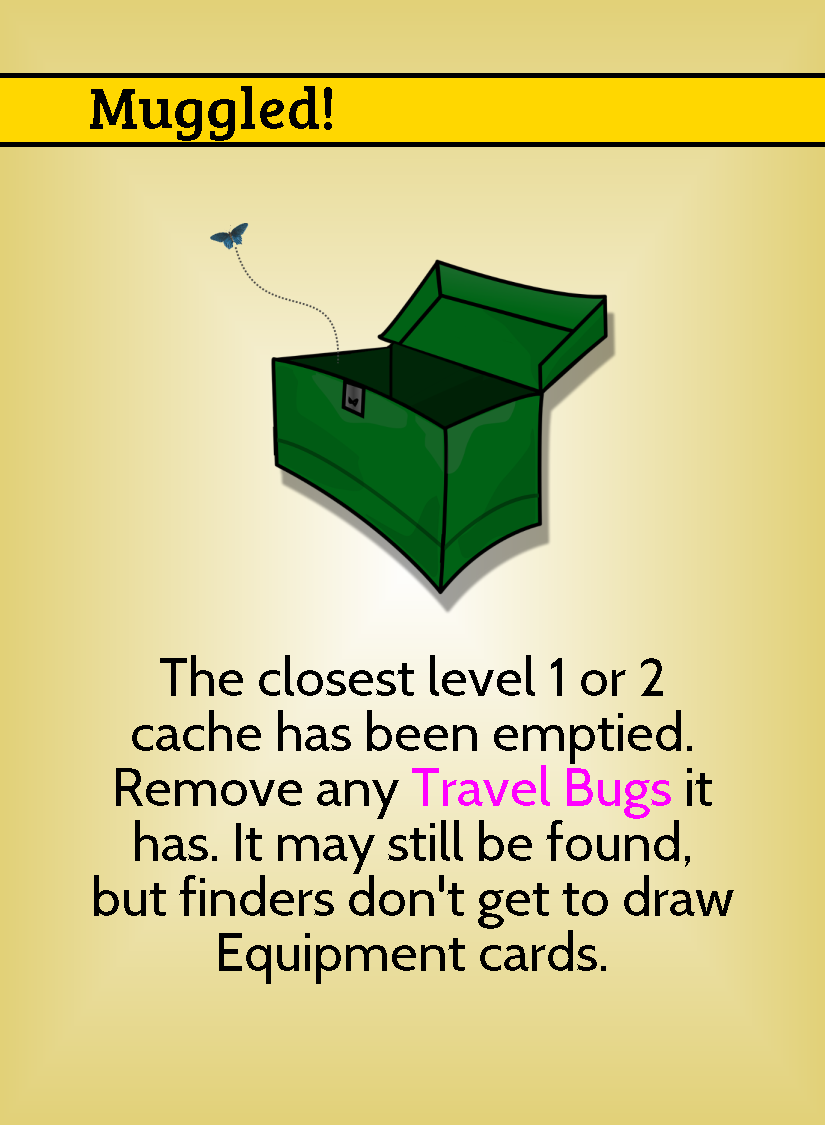 Muggled!
The closest level 1 or 2
cache has been emptied.
Remove any Travel Bugs it
has. It may still be found,
but finders don't get to draw
Equipment cards.